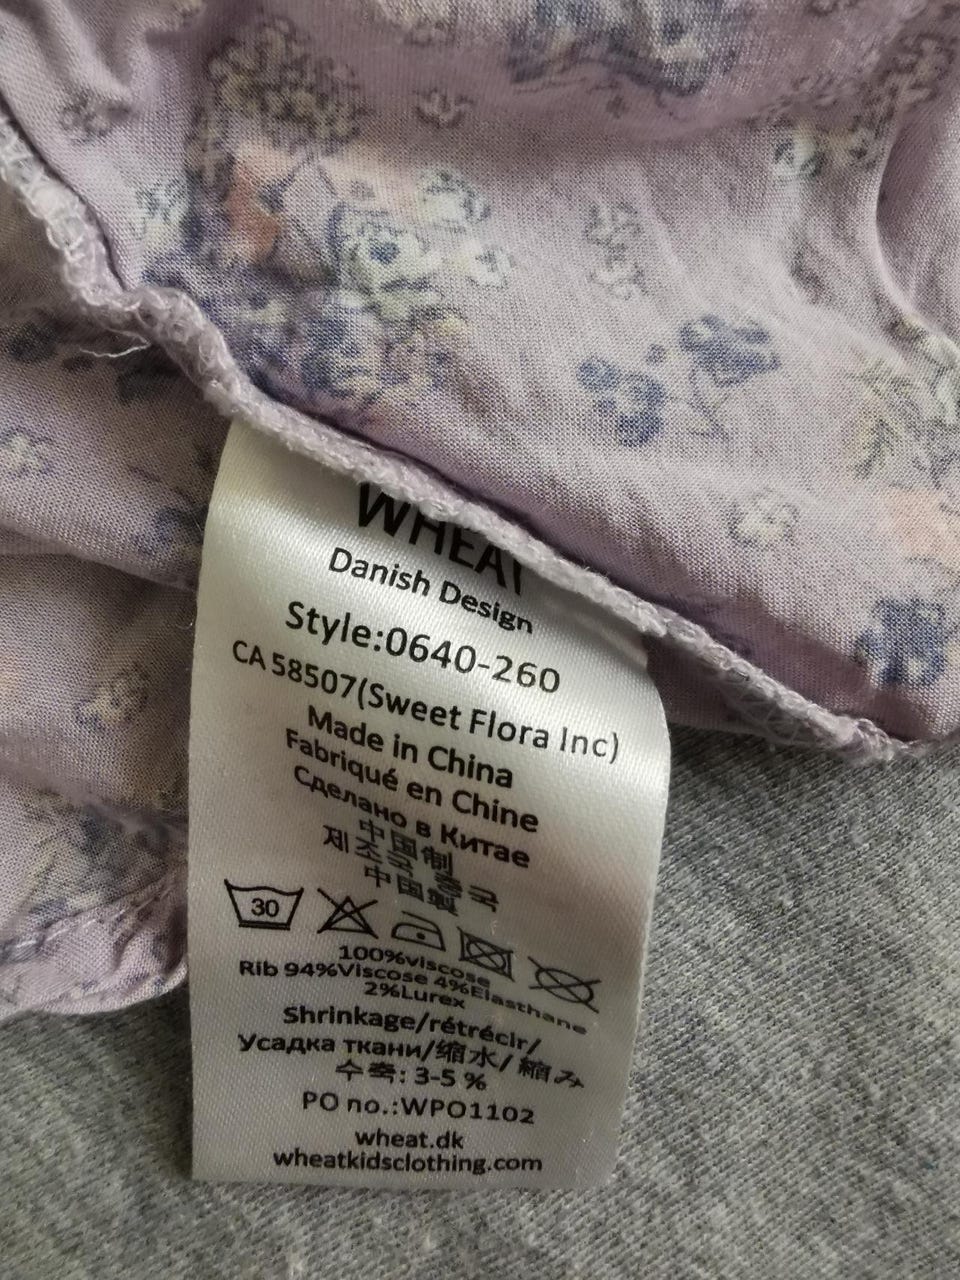 WHEAT
Danish Design
Style:0640-260
CA 58507(Sweet Flora Inc)
Made in China
Fabriqué en Chine
Сделано в Китае
中国制
제조국 중국
中国製
30
100%viscose
Rib 94%Viscose 4%Elasthane
2%Lurex
Shrinkage/rétrécir/
Усадка ткани/缩水/縮み
수축: 3-5 %
PO no.:WPO1102
wheat.dk
wheatkidsclothing.com